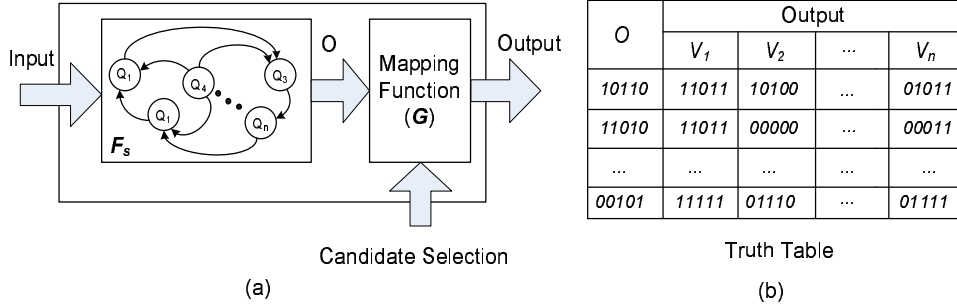 Input
Q1
Q4
Q3
Q1
Qn
Fs
O
Mapping
Function
(G)
Output
Candidate Selection
(a)
O Output
V1 V2 ... Vn
10110 11011 10100 ... 01011
11010 11011 00000 ... 00011
... ... ... ... ...
00101 11111 01110 ... 01111
Truth Table
(b)